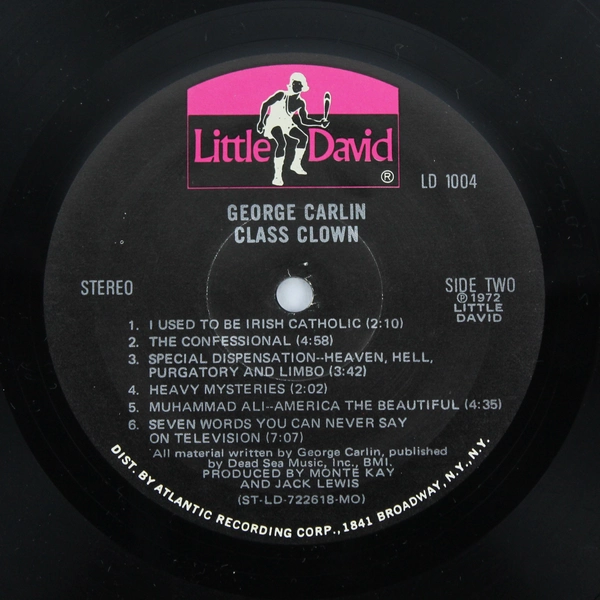 Little David
®
LD 1004
GEORGE CARLIN
CLASS CLOWN
STEREO
SIDE TWO
℗ 1972
LITTLE
DAVID
1. I USED TO BE IRISH CATHOLIC (2:10)
2. THE CONFESSIONAL (4:58)
3. SPECIAL DISPENSATION--HEAVEN, HELL,
PURGATORY AND LIMBO (3:42)
4. HEAVY MYSTERIES (2:02)
5. MUHAMMAD ALI--AMERICA THE BEAUTIFUL (4:35)
6. SEVEN WORDS YOU CAN NEVER SAY
ON TELEVISION (7:07)
All material written by George Carlin, published
by Dead Sea Music, Inc., BMI.
PRODUCED BY MONTE KAY
AND JACK LEWIS
(ST-LD-722618-MO)
DIST. BY ATLANTIC RECORDING CORP., 1841 BROADWAY, N.Y., N.Y.